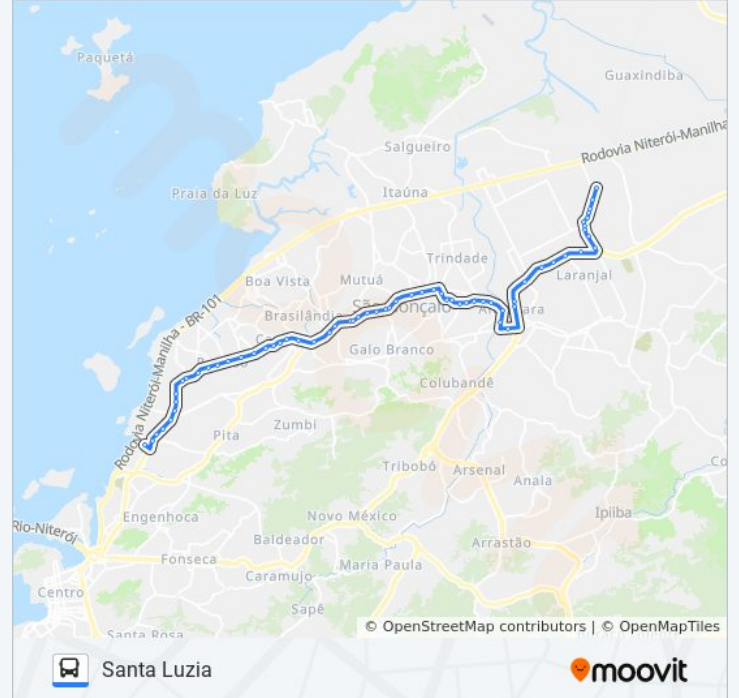 Paquetá
Guaxindiba
Rodovia Niterói-Manilha
Salgueiro
Praia da Luz
Itaúna
Trindade
Laranjal
Boa Vista
Mutuá
Brasilândia
São Gonçalo
Rodovia Niterói-Manilha - BR-101
Galo Branco
Colubandê
Zumbi
Pita
Tribobó
Arsenal
Anala
Co
Engenhoca
Novo México
Ipiiba
Rio-Niterói
Baldeador
Arrastão
Fonseca
Maria Paula
Caramujo
Centro
Sapê
Santa Rosa
© OpenStreetMap contributors | © OpenMapTiles
Santa Luzia
moovit